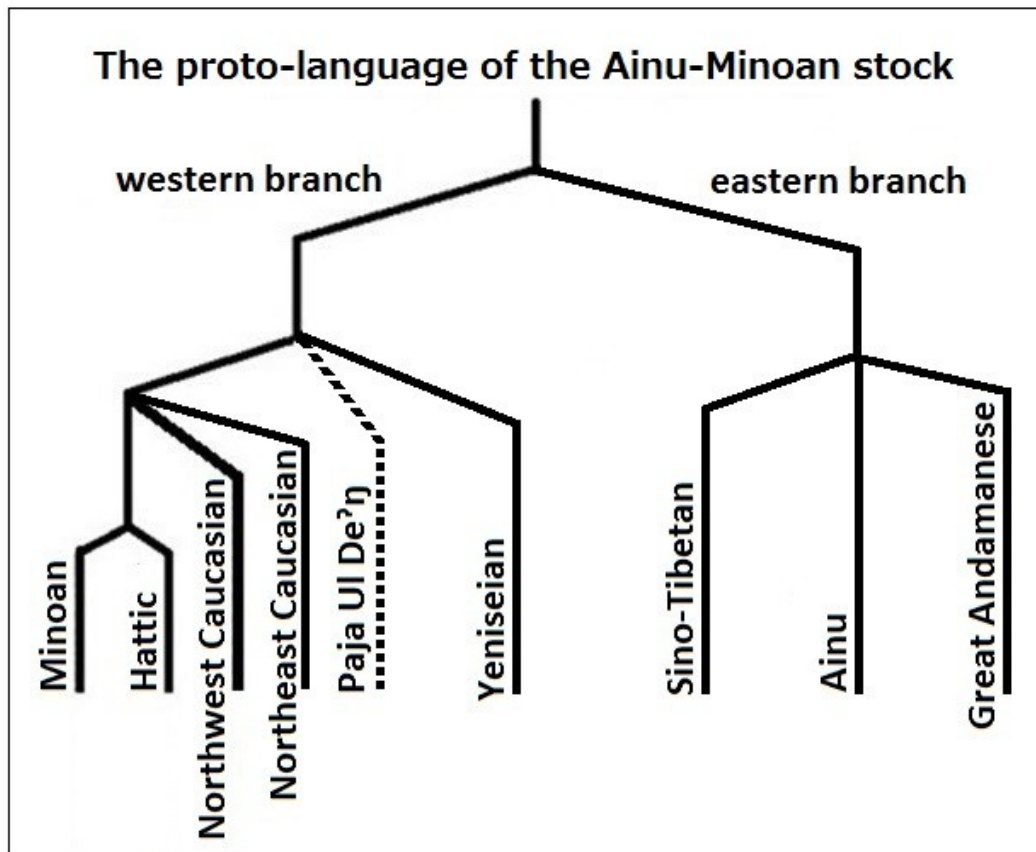 The proto-language of the Ainu-Minoan stock
western branch
eastern branch
Minoan
Hattic
Northwest Caucasian
Northeast Caucasian
Paja Ul Deˀŋ
Yeniseian
Sino-Tibetan
Ainu
Great Andamanese